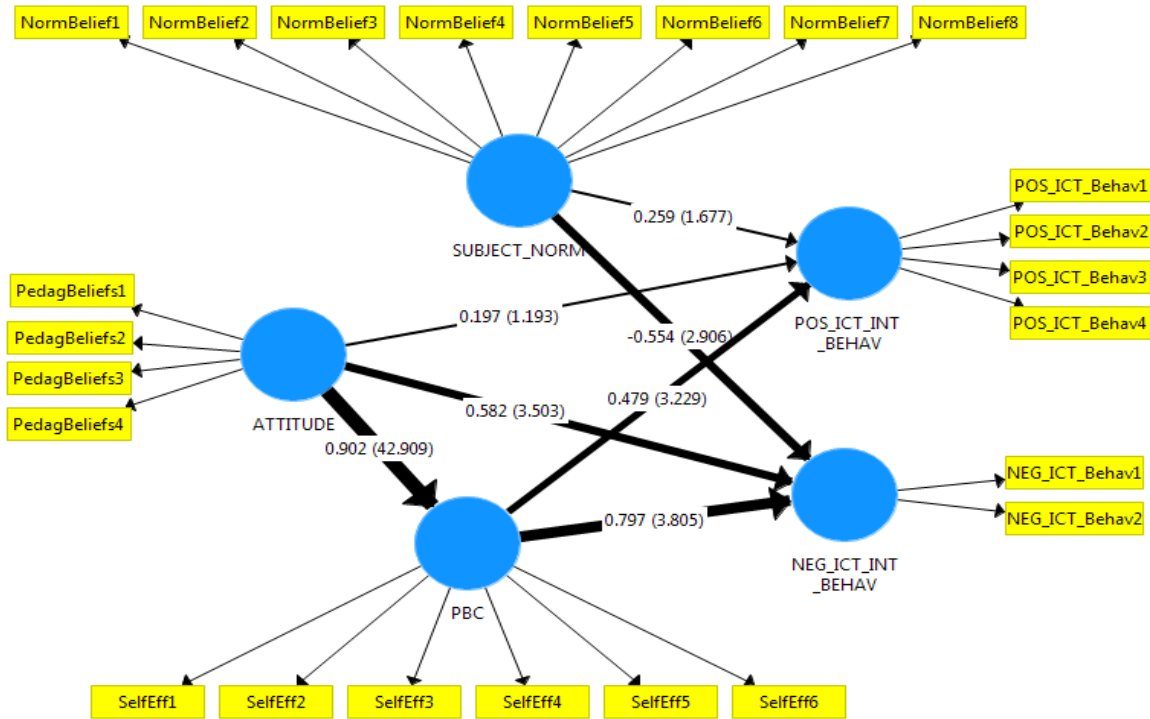 NormBelief1
NormBelief2
NormBelief3
NormBelief4
NormBelief5
NormBelief6
NormBelief7
NormBelief8
SUBJECT_NORM
0.259 (1.677)
POS_ICT_Behav1
POS_ICT_Behav2
POS_ICT_Behav3
POS_ICT_Behav4
POS_ICT_INT
_BEHAV
PedagBeliefs1
PedagBeliefs2
PedagBeliefs3
PedagBeliefs4
ATTITUDE
0.197 (1.193)
-0.554 (2.906)
0.582 (3.503)
0.479 (3.229)
0.902 (42.909)
0.797 (3.805)
NEG_ICT_Behav1
NEG_ICT_Behav2
NEG_ICT_INT
_BEHAV
PBC
SelfEff1
SelfEff2
SelfEff3
SelfEff4
SelfEff5
SelfEff6